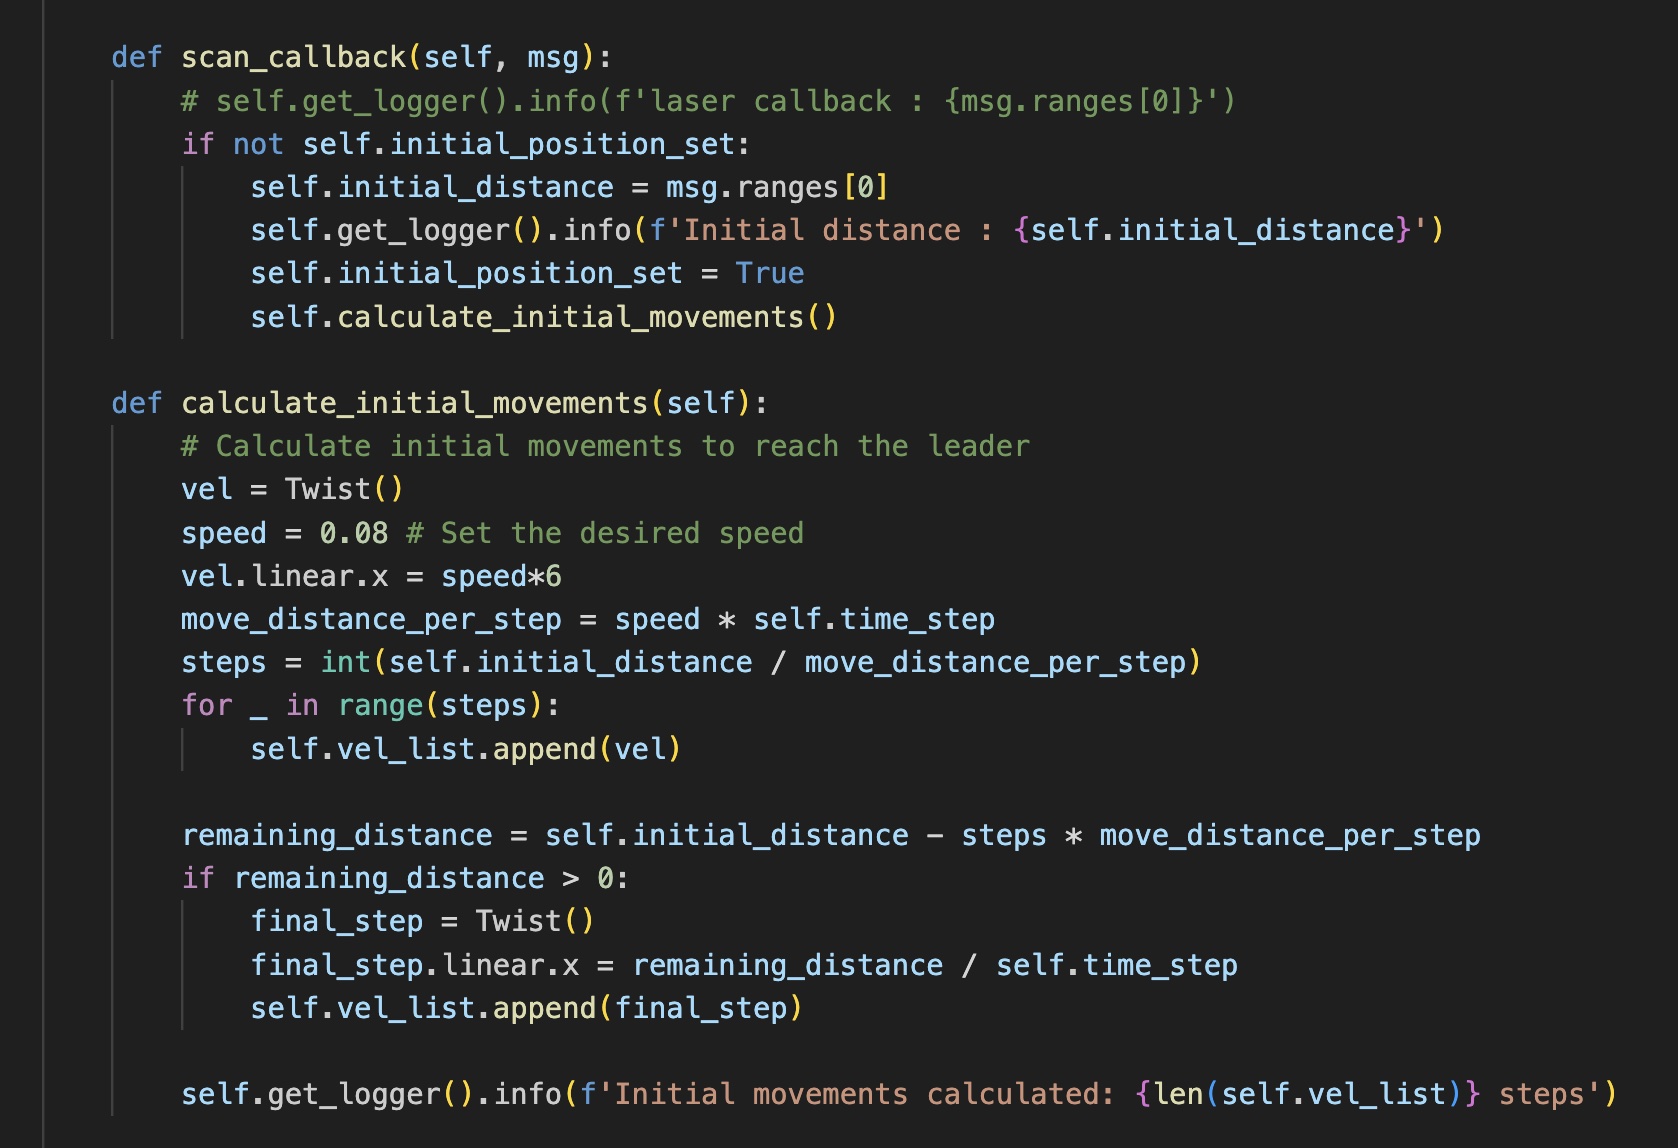 def scan_callback(self, msg):
# self.get_logger().info(f'laser callback : {msg.ranges[0]}')
if not self.initial_position_set:
self.initial_distance = msg.ranges[0]
self.get_logger().info(f'Initial distance : {self.initial_distance}')
self.initial_position_set = True
self.calculate_initial_movements()
def calculate_initial_movements(self):
# Calculate initial movements to reach the leader
vel = Twist()
speed = 0.08 # Set the desired speed
vel.linear.x = speed*6
move_distance_per_step = speed * self.time_step
steps = int(self.initial_distance / move_distance_per_step)
for _ in range(steps):
self.vel_list.append(vel)
remaining_distance = self.initial_distance - steps * move_distance_per_step
if remaining_distance > 0:
final_step = Twist()
final_step.linear.x = remaining_distance / self.time_step
self.vel_list.append(final_step)
self.get_logger().info(f'Initial movements calculated: {len(self.vel_list)} steps')